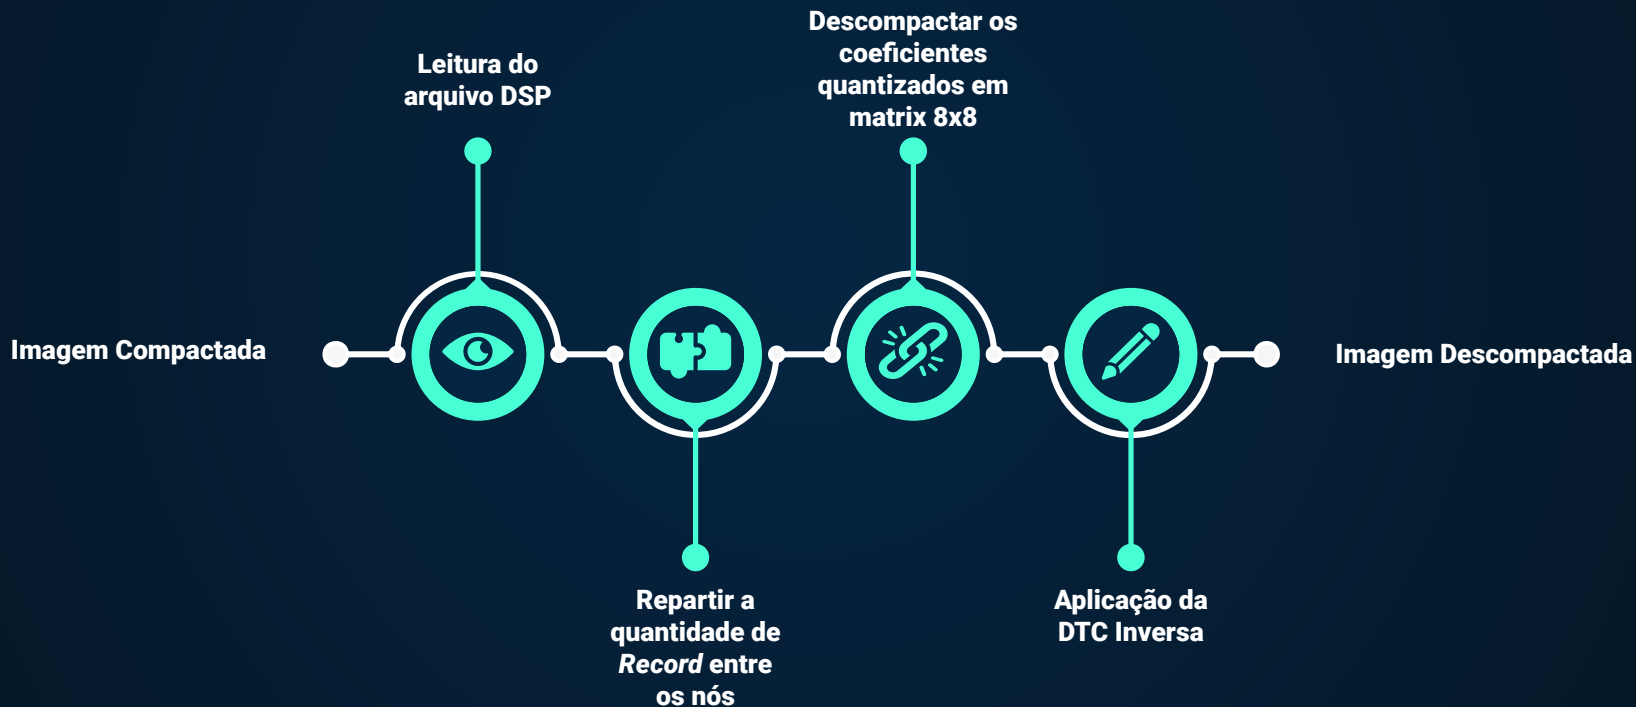 Imagem Compactada
Leitura do
arquivo DSP
Repartir a
quantidade de
Record entre
os nós
Descompactar os
coeficientes
quantizados em
matrix 8x8
Aplicação da
DTC Inversa
Imagem Descompactada